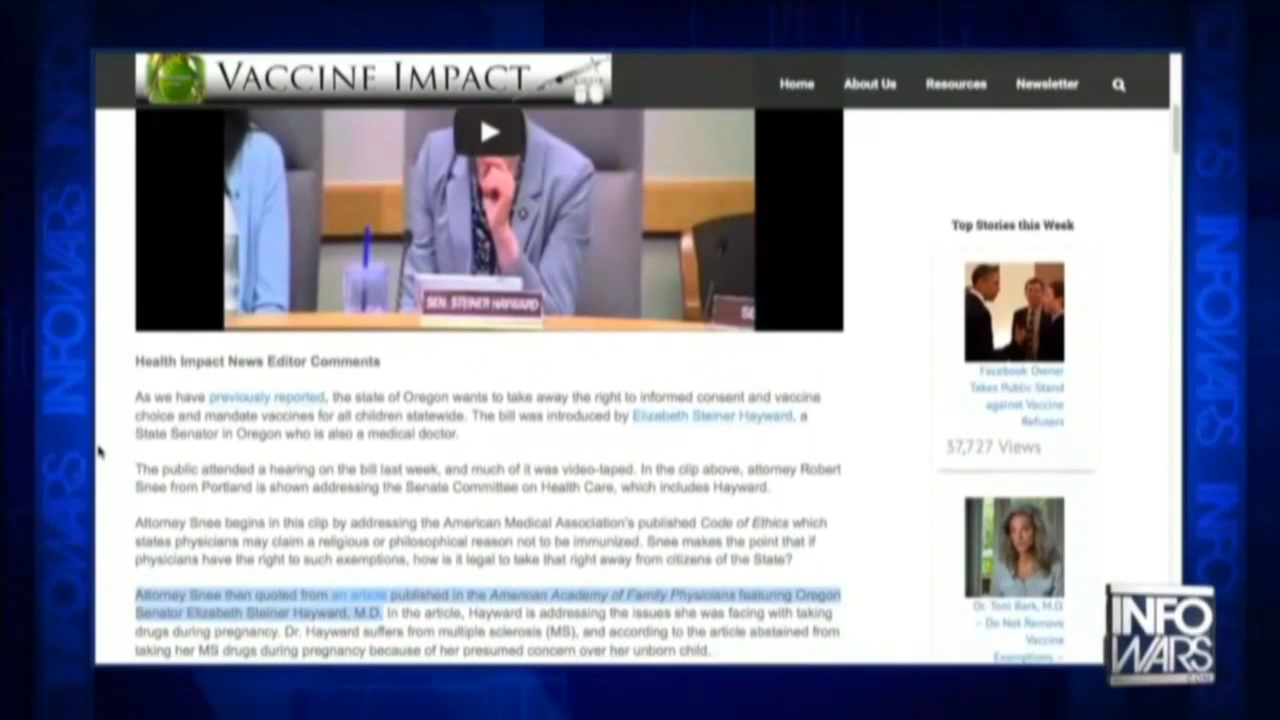 VACCINE IMPACT
Home About Us Resources Newsletter
SEN. STEINER HAYWARD
Top Stories this Week
Facebook Owner
Takes Public Stand
against Vaccine
Refusers
37,727 Views
Dr. Toni Bark, M.D.
– Do Not Remove
Vaccine
Exemptions –
Health Impact News Editor Comments
As we have previously reported, the state of Oregon wants to take away the right to informed consent and vaccine
choice and mandate vaccines for all children statewide. The bill was introduced by Elizabeth Steiner Hayward, a
State Senator in Oregon who is also a medical doctor.
The public attended a hearing on the bill last week, and much of it was video-taped. In the clip above, attorney Robert
Snee from Portland is shown addressing the Senate Committee on Health Care, which includes Hayward.
Attorney Snee begins in this clip by addressing the American Medical Association's published Code of Ethics which
states physicians may claim a religious or philosophical reason not to be immunized. Snee makes the point that if
physicians have the right to such exemptions, how is it legal to take that right away from citizens of the State?
Attorney Snee then quoted from an article published in the American Academy of Family Physicians featuring Oregon
Senator Elizabeth Steiner Hayward, M.D. In the article, Hayward is addressing the issues she was facing with taking
drugs during pregnancy. Dr. Hayward suffers from multiple sclerosis (MS), and according to the article abstained from
taking her MS drugs during pregnancy because of her presumed concern over her unborn child.
INFOWARS
INFOWARS
INFO
WARS
.COM